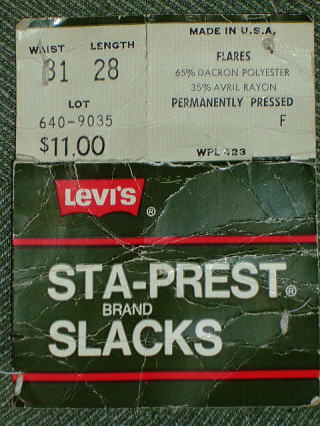 MADE IN U.S.A.
WAIST LENGTH
31 28
FLARES
65% DACRON POLYESTER
35% AVRIL RAYON
PERMANENTLY PRESSED
F
LOT
640-9035
$11.00
WPL 423
LEVI'S ®
STA-PREST®
BRAND
SLACKS